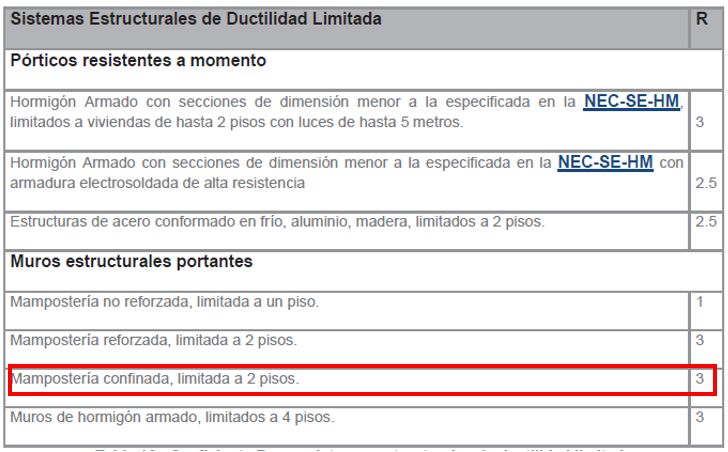 Sistemas Estructurales de Ductilidad Limitada R
Pórticos resistentes a momento
Hormigón Armado con secciones de dimensión menor a la especificada en la NEC-SE-HM,
limitados a viviendas de hasta 2 pisos con luces de hasta 5 metros. 3
Hormigón Armado con secciones de dimensión menor a la especificada en la NEC-SE-HM con
armadura electrosoldada de alta resistencia 2.5
Estructuras de acero conformado en frío, aluminio, madera, limitados a 2 pisos. 2.5
Muros estructurales portantes
Mampostería no reforzada, limitada a un piso. 1
Mampostería reforzada, limitada a 2 pisos. 3
Mampostería confinada, limitada a 2 pisos. 3
Muros de hormigón armado, limitados a 4 pisos. 3